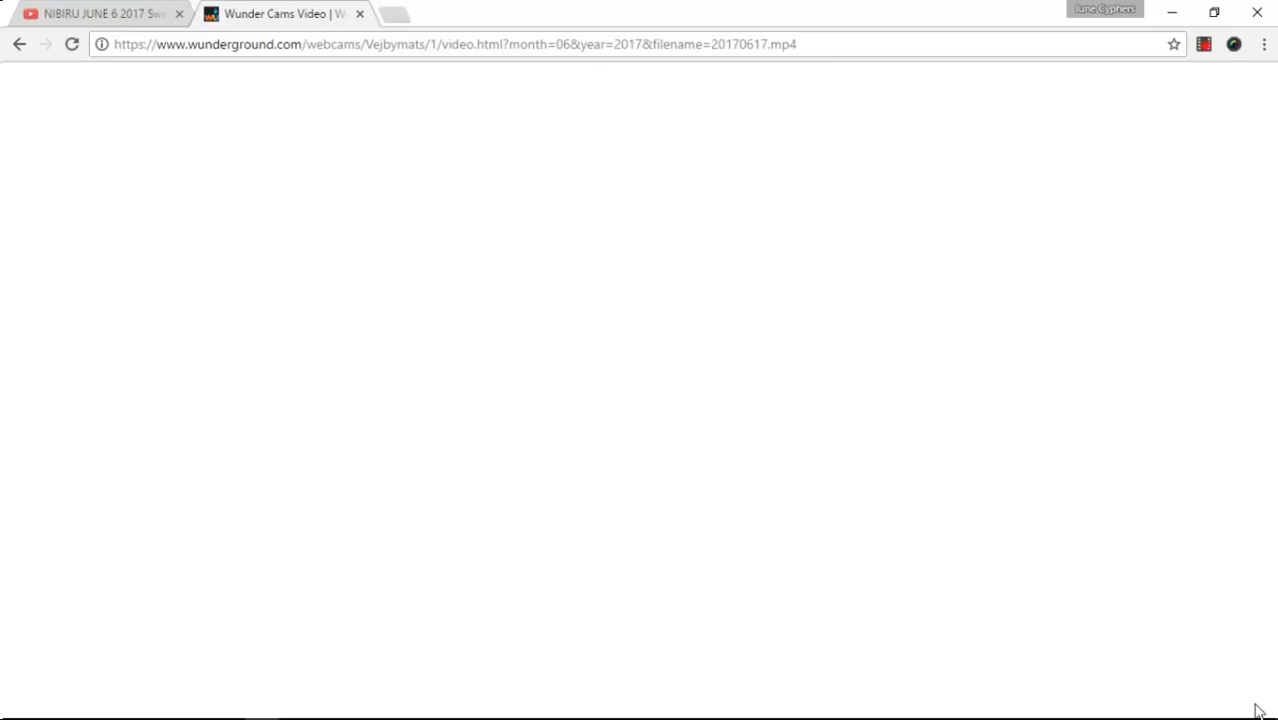 NIBIRU JUNE 6 2017 Swe
Wunder Cams Video | W
June Cyphers
https://www.wunderground.com/webcams/Vejbymats/1/video.html?month=06&year=2017&filename=20170617.mp4